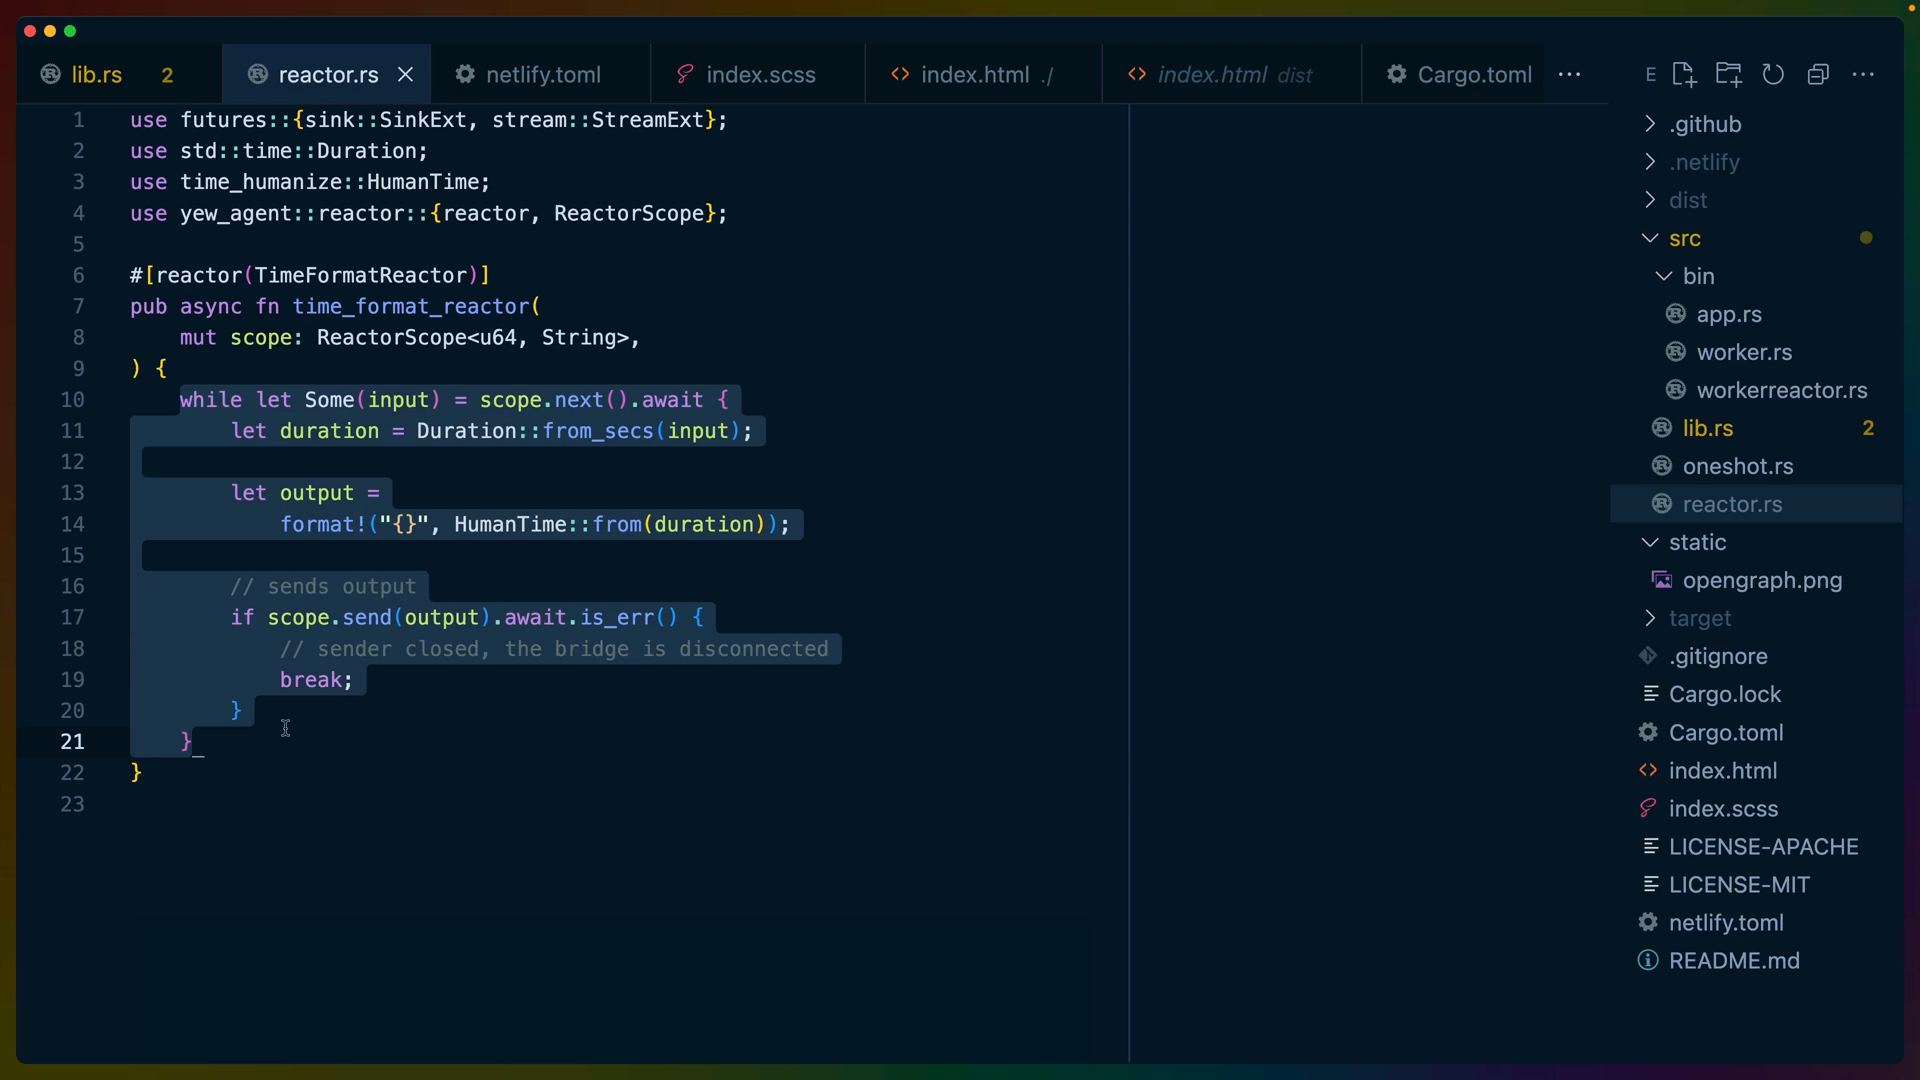 lib.rs 2 reactor.rs netlify.toml index.scss index.html ./ index.html dist Cargo.toml E
1 use futures::{sink::SinkExt, stream::StreamExt};
2 use std::time::Duration;
3 use time_humanize::HumanTime;
4 use yew_agent::reactor::{reactor, ReactorScope};
5
6 #[reactor(TimeFormatReactor)]
7 pub async fn time_format_reactor(
8     mut scope: ReactorScope<u64, String>,
9 ) {
10     while let Some(input) = scope.next().await {
11         let duration = Duration::from_secs(input);
12
13         let output =
14             format!("{}", HumanTime::from(duration));
15
16         // sends output
17         if scope.send(output).await.is_err() {
18             // sender closed, the bridge is disconnected
19             break;
20         }
21     }
22 }
23
.github
.netlify
dist
src
bin
app.rs
worker.rs
workerreactor.rs
lib.rs 2
oneshot.rs
reactor.rs
static
opengraph.png
target
.gitignore
Cargo.lock
Cargo.toml
index.html
index.scss
LICENSE-APACHE
LICENSE-MIT
netlify.toml
README.md